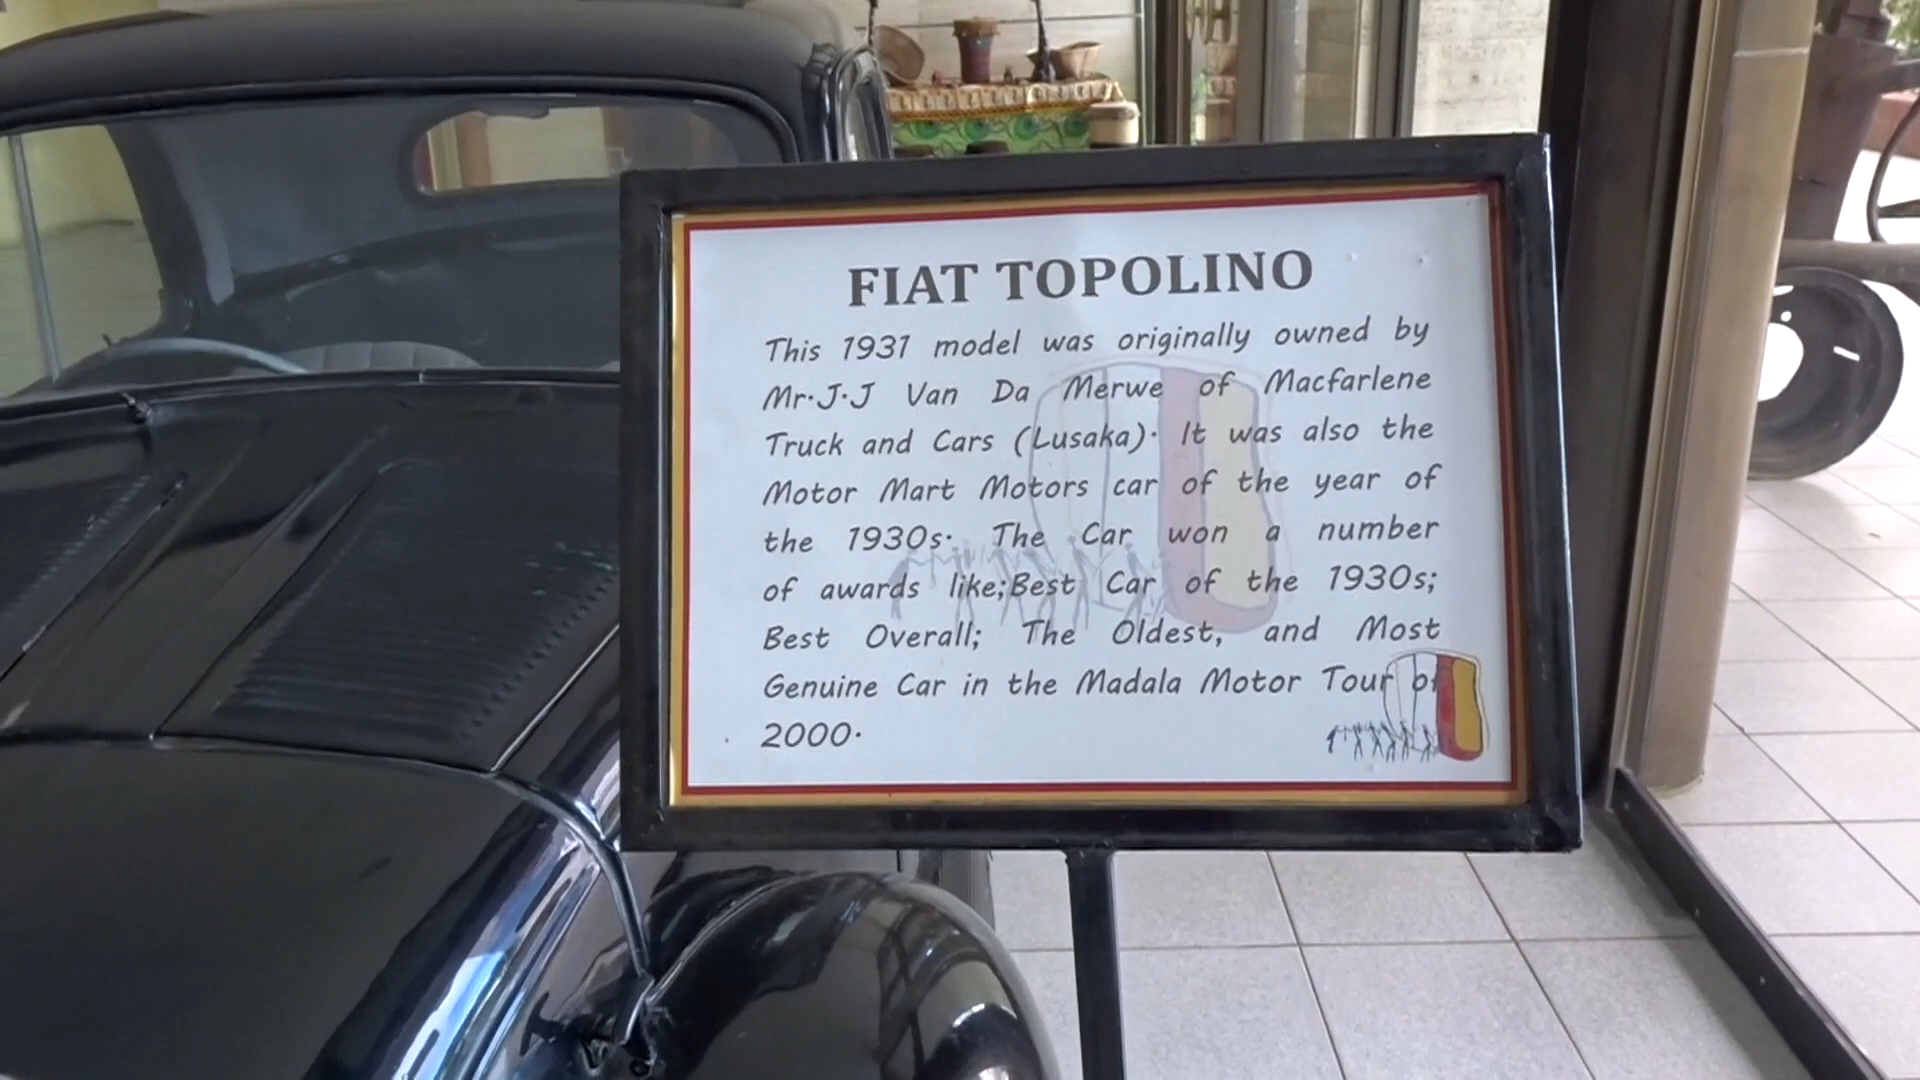 FIAT TOPOLINO
This 1931 model was originally owned by
Mr.J.J Van Da Merwe of Macfarlene
Truck and Cars (Lusaka). It was also the
Motor Mart Motors car of the year of
the 1930s. The Car won a number
of awards like;Best Car of the 1930s;
Best Overall; The Oldest, and Most
Genuine Car in the Madala Motor Tour of
2000.